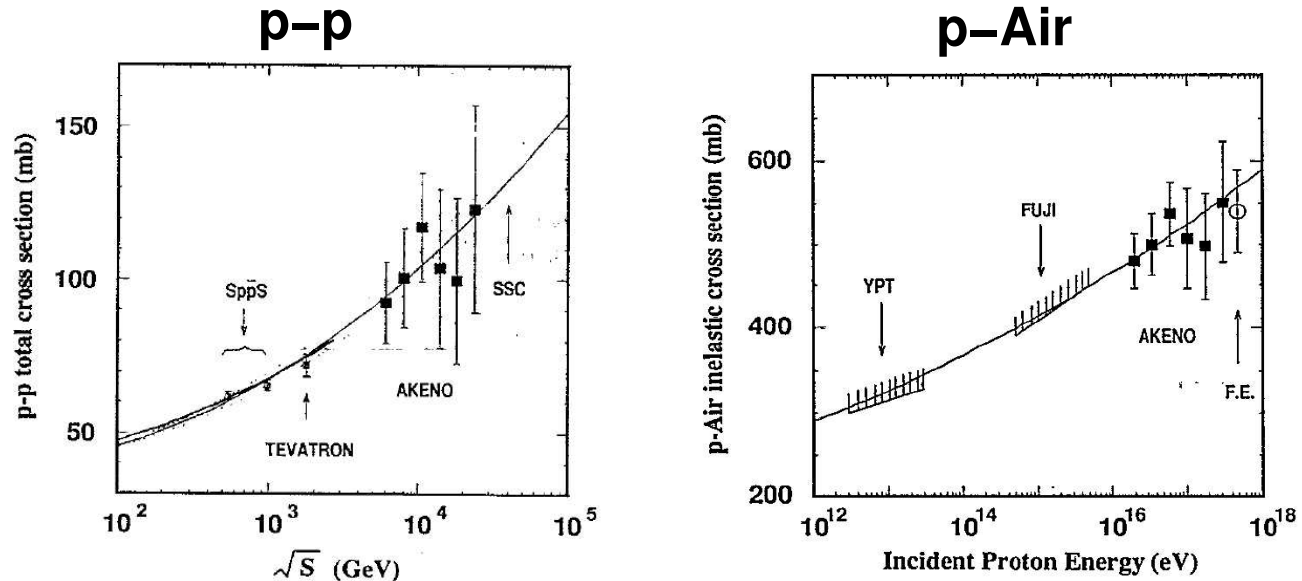 p–p
p–Air
p-p total cross section (mb)
150
100
50
Spp̄S
TEVATRON
AKENO
SSC
10² 10³ 10⁴ 10⁵
√S (GeV)
p-Air inelastic cross section (mb)
600
400
200
YPT
FUJI
AKENO
F.E.
10¹² 10¹⁴ 10¹⁶ 10¹⁸
Incident Proton Energy (eV)